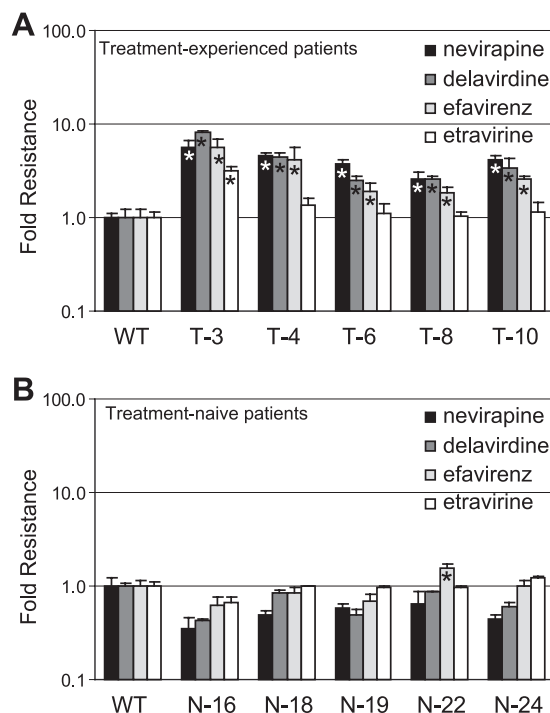 A
Treatment-experienced patients
nevirapine
delavirdine
efavirenz
etravirine
Fold Resistance
100.0
10.0
1.0
0.1
* * * *
* * *
* * *
* * *
* * *
WT T-3 T-4 T-6 T-8 T-10
B
Treatment-naive patients
nevirapine
delavirdine
efavirenz
etravirine
Fold Resistance
100.0
10.0
1.0
0.1
*
WT N-16 N-18 N-19 N-22 N-24